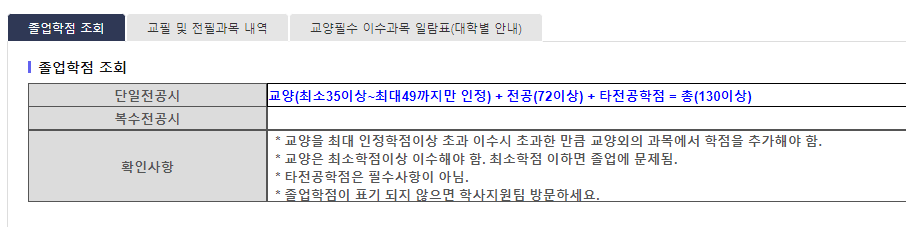 졸업학점 조회
교필 및 전필과목 내역
교양필수 이수과목 일람표(대학별 안내)
졸업학점 조회
단일전공시
교양(최소35이상~최대49까지만 인정) + 전공(72이상) + 타전공학점 = 총(130이상)
복수전공시
확인사항
* 교양을 최대 인정학점이상 초과 이수시 초과한 만큼 교양외의 과목에서 학점을 추가해야 함.
* 교양은 최소학점이상 이수해야 함. 최소학점 이하면 졸업에 문제됨.
* 타전공학점은 필수사항이 아님.
* 졸업학점이 표기 되지 않으면 학사지원팀 방문하세요.